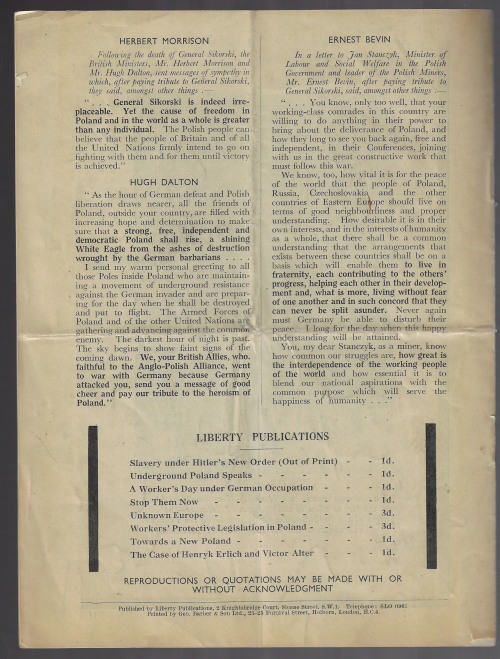 HERBERT MORRISON
Following the death of General Sikorski, the
British Ministers, Mr. Herbert Morrison and
Mr. Hugh Dalton, sent messages of sympathy in
which, after paying tribute to General Sikorski,
they said, amongst other things :—
". . . General Sikorski is indeed irre-
placeable. Yet the cause of freedom in
Poland and in the world as a whole is greater
than any individual. The Polish people can
believe that the people of Britain and of all
the United Nations firmly intend to go on
fighting with them and for them until victory
is achieved."
HUGH DALTON
" As the hour of German defeat and Polish
liberation draws nearer, all the friends of
Poland, outside your country, are filled with
increasing hope and determination to make
sure that a strong, free, independent and
democratic Poland shall rise, a shining
White Eagle from the ashes of destruction
wrought by the German barbarians . . .
I send my warm personal greeting to all
those Poles inside Poland who are maintain-
ing a movement of underground resistance
against the German invader and are prepar-
ing for the day when he shall be destroyed
and put to flight. The Armed Forces of
Poland and of the other United Nations are
gathering and advancing against the common
enemy. The darkest hour of night is past.
The sky begins to show faint signs of the
coming dawn. We, your British Allies, who,
faithful to the Anglo-Polish Alliance, went
to war with Germany because Germany
attacked you, send you a message of good
cheer and pay our tribute to the heroism of
Poland."
ERNEST BEVIN
In a letter to Jan Stanczyk, Minister of
Labour and Social Welfare in the Polish
Government and leader of the Polish Miners,
Mr. Ernest Bevin, after paying tribute to
General Sikorski, said, amongst other things :—
". . . You know, only too well, that your
working-class comrades in this country are
willing to do anything in their power to
bring about the deliverance of Poland, and
how they long to see you back again, free and
independent, in their Conferences, joining
with us in the great constructive work that
must follow this war.
We know, too, how vital it is for the peace
of the world that the people of Poland,
Russia, Czechoslovakia and the other
countries of Eastern Europe should live on
terms of good neighbourliness and proper
understanding. How desirable it is in their
own interests, and in the interests of humanity
as a whole, that there shall be a common
understanding that the arrangements that
exists between these countries shall be on a
basis which will enable them to live in
fraternity, each contributing to the others'
progress, helping each other in their develop-
ment and, what is more, living without fear
of one another and in such concord that they
can never be split asunder. Never again
must Germany be able to disturb their
peace. I long for the day when this happy
understanding will be attained.
You, my dear Stanczyk, as a miner, know
how common our struggles are, how great is
the interdependence of the working people
of the world and how essential it is to
blend our national aspirations with the
common purpose which will serve the
happiness of humanity . . ."
LIBERTY PUBLICATIONS
Slavery under Hitler's New Order (Out of Print) - - 1d.
Underground Poland Speaks - - - - - - 1d.
A Worker's Day under German Occupation - - - 1d.
Stop Them Now - - - - - - - 1d.
Unknown Europe - - - - - - - 3d.
Workers' Protective Legislation in Poland - - - - 3d.
Towards a New Poland - - - - - - 1d.
The Case of Henryk Erlich and Victor Alter - - - 1d.
REPRODUCTIONS OR QUOTATIONS MAY BE MADE WITH OR
WITHOUT ACKNOWLEDGMENT
Published by Liberty Publications, 2 Knightsbridge Court, Sloane Street, S.W.1. Telephone: SLO 0961
Printed by Geo. Barber & Son Ltd., 23-25 Furnival Street, Holborn, London, E.C.4.